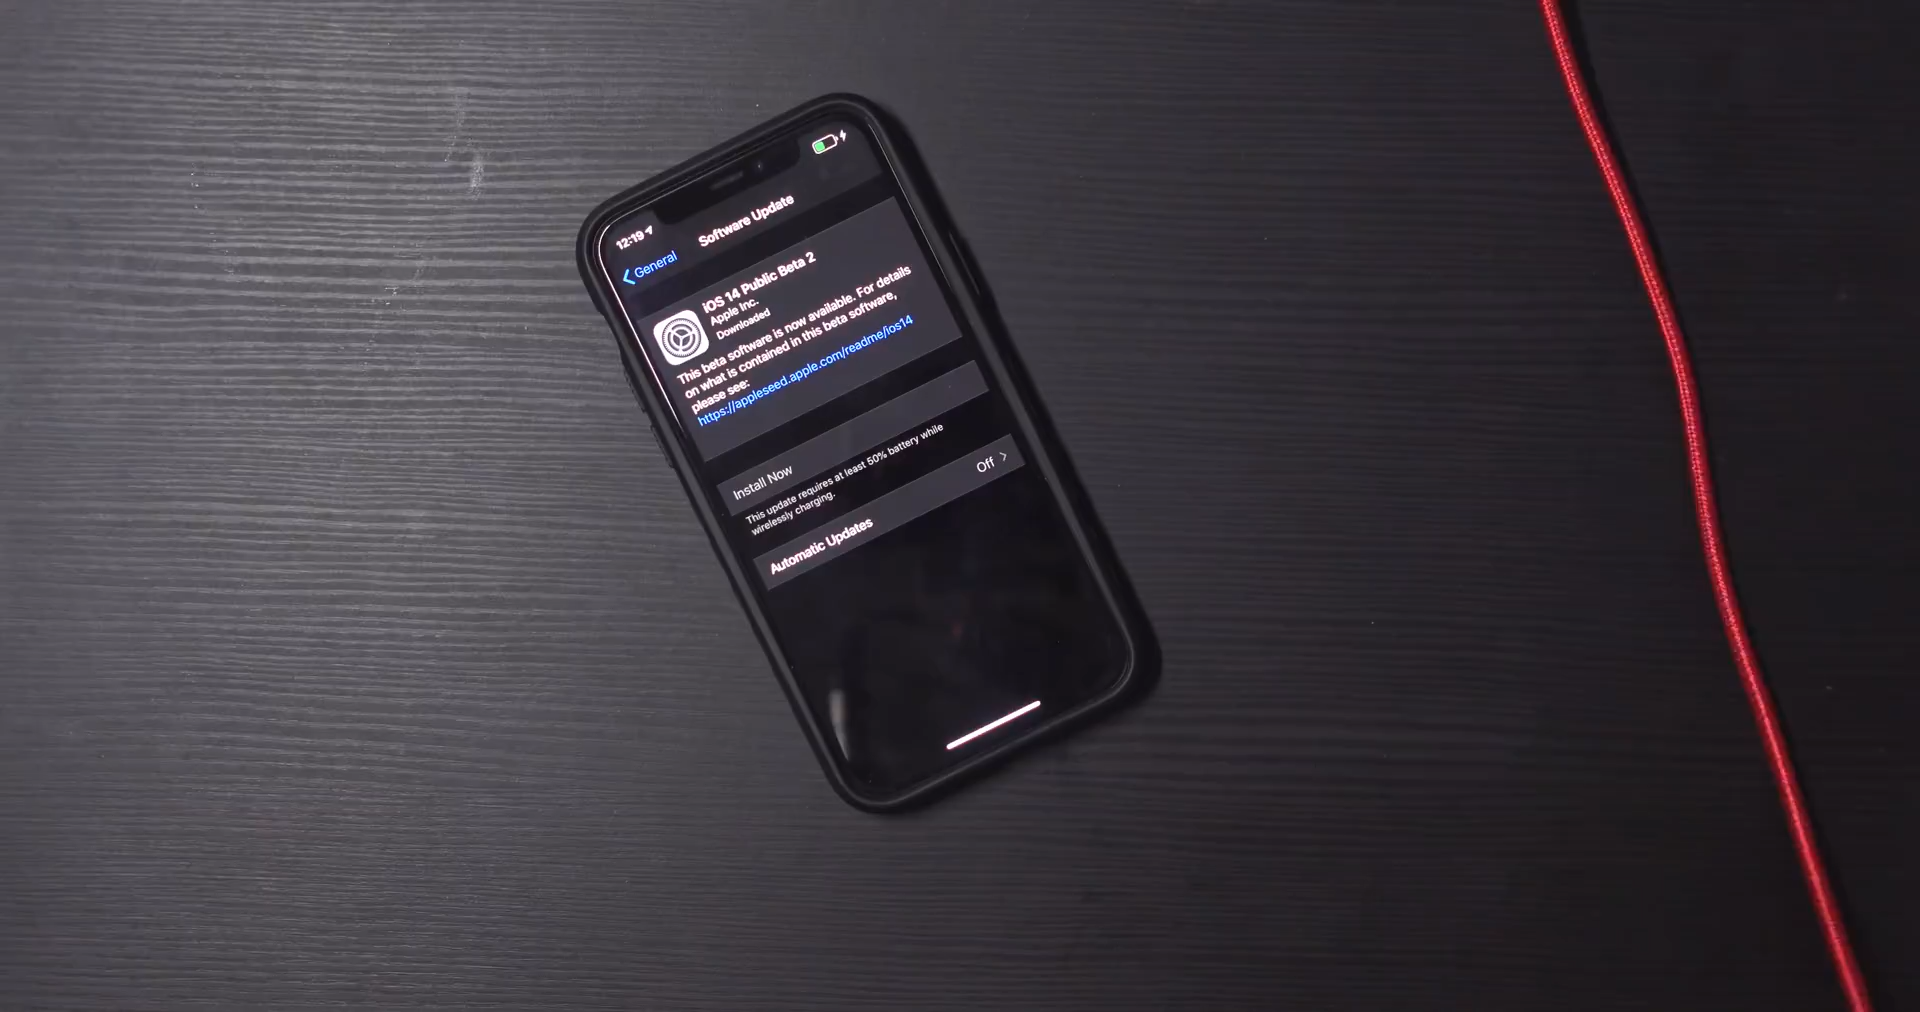 12:19
General
Software Update
iOS 14 Public Beta 2
Apple Inc.
Downloaded
This beta software is now available. For details
on what is contained in this beta software,
please see:
https://appleseed.apple.com/readme/ios14
Install Now
This update requires at least 50% battery while
wirelessly charging.
Automatic Updates
Off